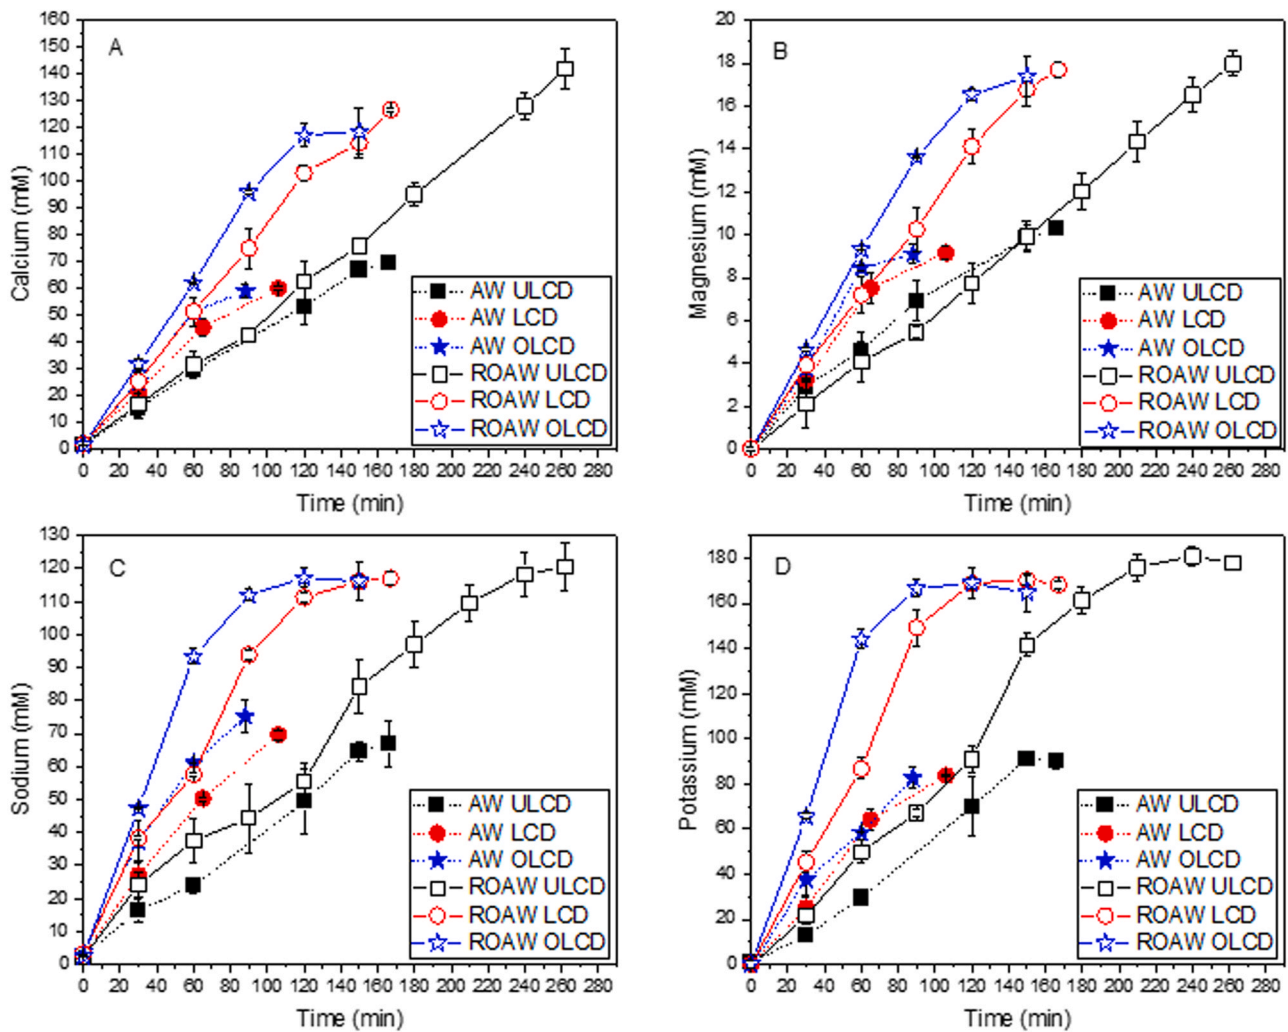 A
Calcium (mM)
160
150
140
130
120
110
100
90
80
70
60
50
40
30
20
10
0
AW ULCD
AW LCD
AW OLCD
ROAW ULCD
ROAW LCD
ROAW OLCD
0 20 40 60 80 100 120 140 160 180 200 220 240 260 280
Time (min)
B
Magnesium (mM)
20
18
16
14
12
10
8
6
4
2
0
AW ULCD
AW LCD
AW OLCD
ROAW ULCD
ROAW LCD
ROAW OLCD
0 20 40 60 80 100 120 140 160 180 200 220 240 260 280
Time (min)
C
Sodium (mM)
130
120
110
100
90
80
70
60
50
40
30
20
10
0
AW ULCD
AW LCD
AW OLCD
ROAW ULCD
ROAW LCD
ROAW OLCD
0 20 40 60 80 100 120 140 160 180 200 220 240 260 280
Time (min)
D
Potassium (mM)
180
160
140
120
100
80
60
40
20
0
AW ULCD
AW LCD
AW OLCD
ROAW ULCD
ROAW LCD
ROAW OLCD
0 20 40 60 80 100 120 140 160 180 200 220 240 260 280
Time (min)